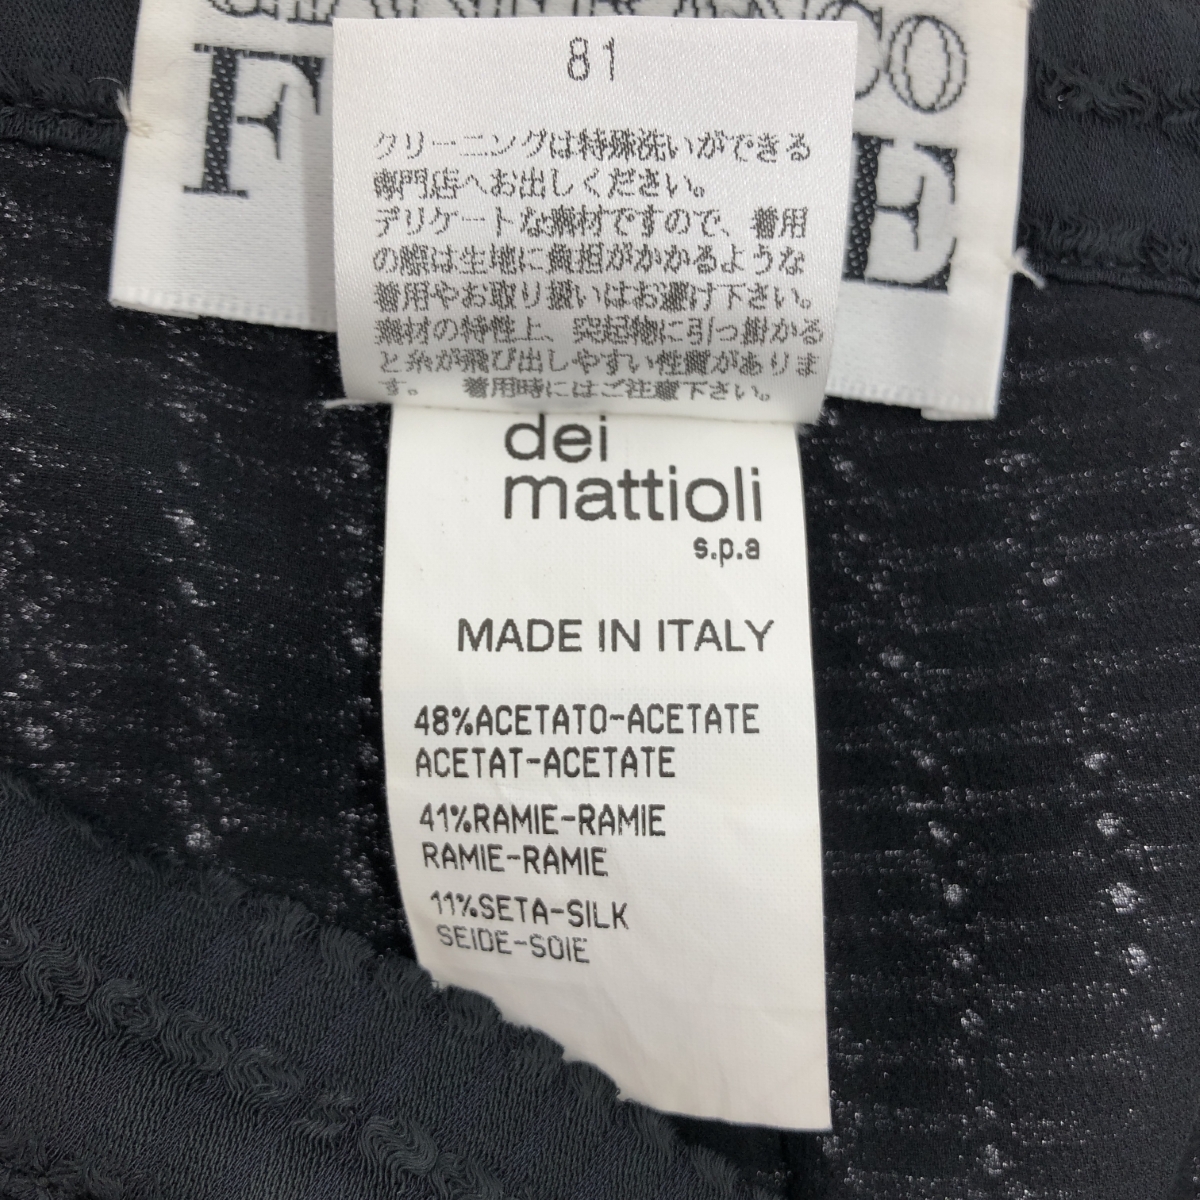 81
クリーニングは特殊洗いができる
専門店へお出しください。
デリケートな素材ですので、着用
の際は生地に負担がかかるような
着用やお取り扱いはお避け下さい。
素材の特性上、突起物に引っ掛かる
と糸が飛び出しやすい性質がありま
す。 着用時にはご注意下さい。
dei
mattioli
s.p.a
MADE IN ITALY
48%ACETATO-ACETATE
ACETAT-ACETATE
41%RAMIE-RAMIE
RAMIE-RAMIE
11%SETA-SILK
SEIDE-SOIE